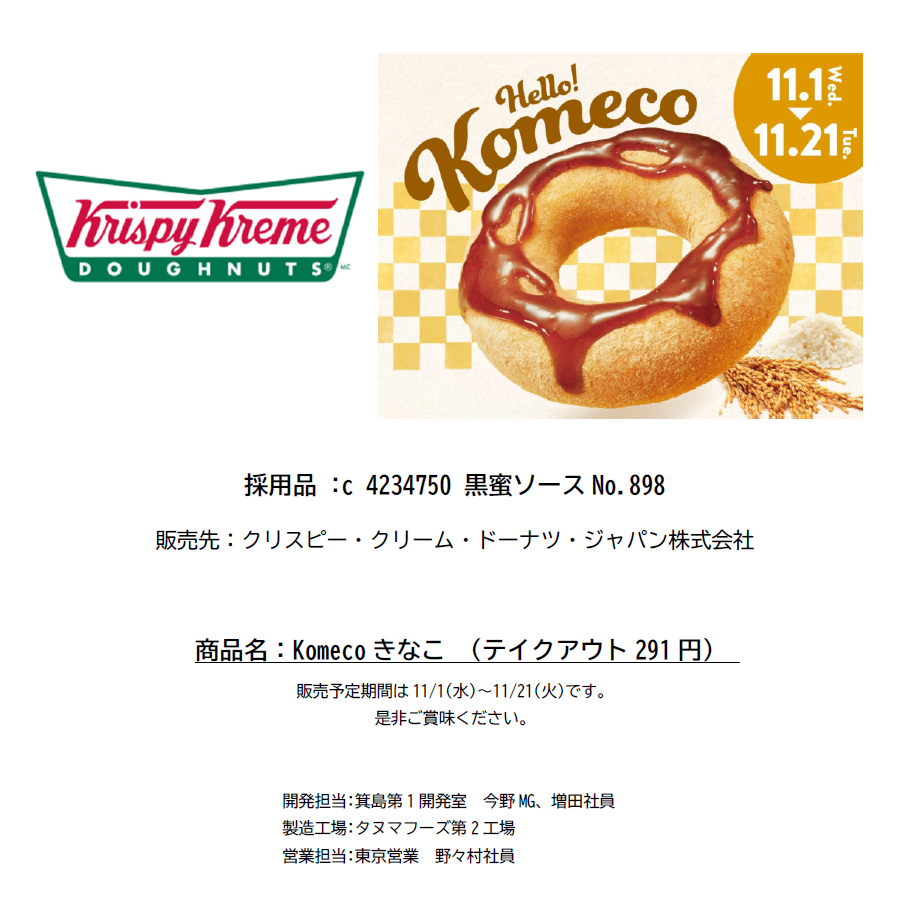 Krispy Kreme
DOUGHNUTS® MC
Hello!
Komeco
11.1 Wed.
11.21 Tue.
採用品 :c 4234750 黒蜜ソース No.898
販売先：クリスピー・クリーム・ドーナツ・ジャパン株式会社
商品名：Komeco きなこ （テイクアウト 291 円）
販売予定期間は 11/1(水)～11/21(火)です。
是非ご賞味ください。
開発担当:箕島第1開発室　今野 MG、増田社員
製造工場:タヌマフーズ第2工場
営業担当:東京営業　野々村社員